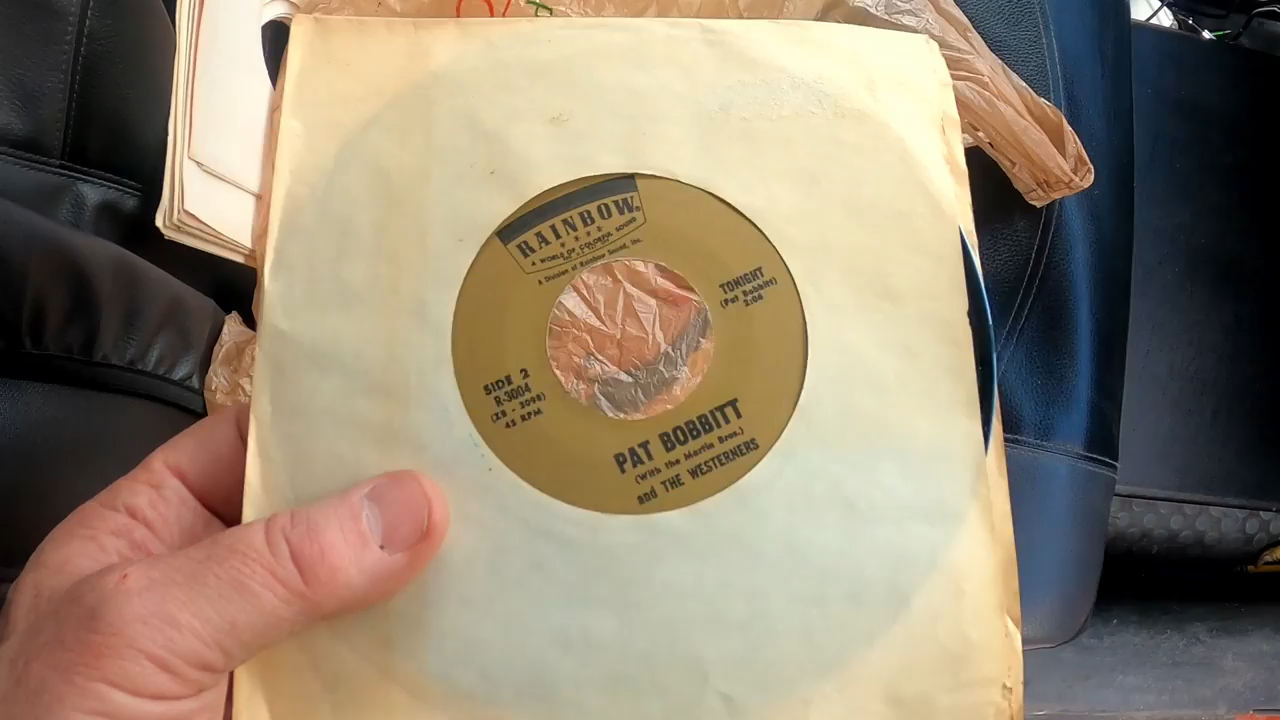 RAINBOW®
A WORLD OF COLORFUL SOUND
A Division of Rainbow Sound, Inc.
TONIGHT
(Pat Bobbitt)
2:06
SIDE 2
R-3004
(XB - 3098)
45 RPM
PAT BOBBITT
(With the Martin Bros.)
and THE WESTERNERS